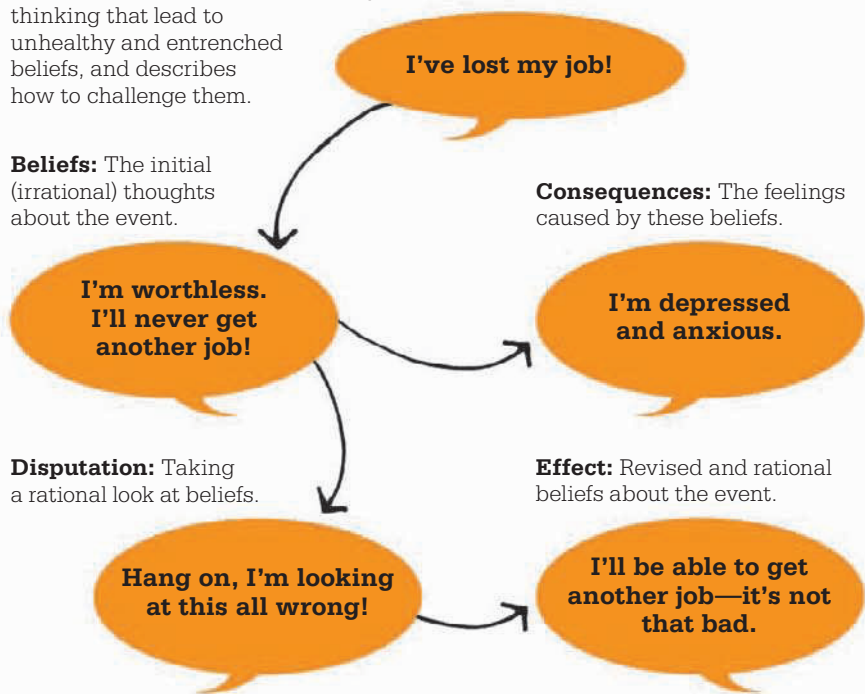 thinking that lead to
unhealthy and entrenched
beliefs, and describes
how to challenge them.
I've lost my job!
Beliefs: The initial
(irrational) thoughts
about the event.
Consequences: The feelings
caused by these beliefs.
I'm worthless.
I'll never get
another job!
I'm depressed
and anxious.
Disputation: Taking
a rational look at beliefs.
Effect: Revised and rational
beliefs about the event.
Hang on, I'm looking
at this all wrong!
I'll be able to get
another job—it's not
that bad.